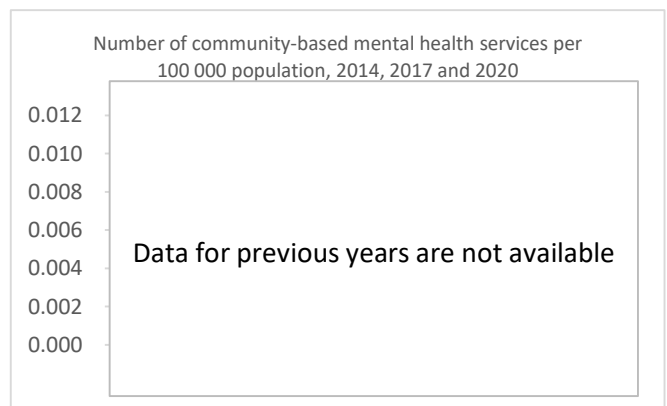 Number of community-based mental health services per
100 000 population, 2014, 2017 and 2020
0.012
0.010
0.008
0.006
0.004
0.002
0.000
Data for previous years are not available